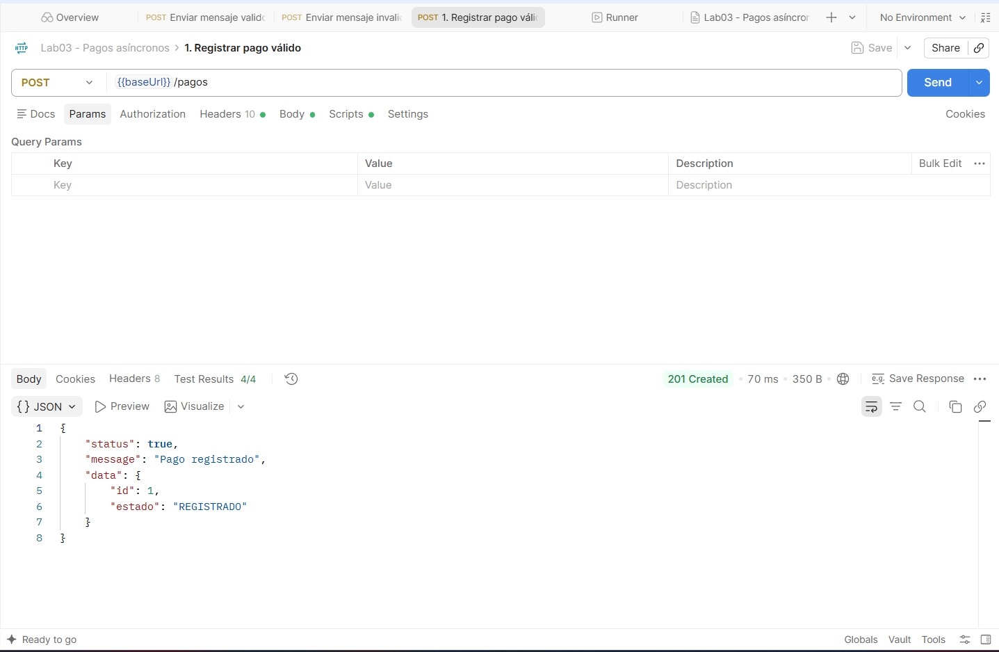 Overview
POST Enviar mensaje valido
POST Enviar mensaje invalid
POST 1. Registrar pago váli
Runner
Lab03 - Pagos asíncror
No Environment
HTTP Lab03 - Pagos asíncronos > 1. Registrar pago válido
Save
Share
POST {{baseUrl}} /pagos
Send
Docs Params Authorization Headers 10 Body Scripts Settings Cookies
Query Params
Key Value Description Bulk Edit
Key Value Description
Body Cookies Headers 8 Test Results 4/4
201 Created 70 ms 350 B e.g. Save Response
{} JSON Preview Visualize
1 {
2 "status": true,
3 "message": "Pago registrado",
4 "data": {
5 "id": 1,
6 "estado": "REGISTRADO"
7 }
8 }
Ready to go
Globals Vault Tools